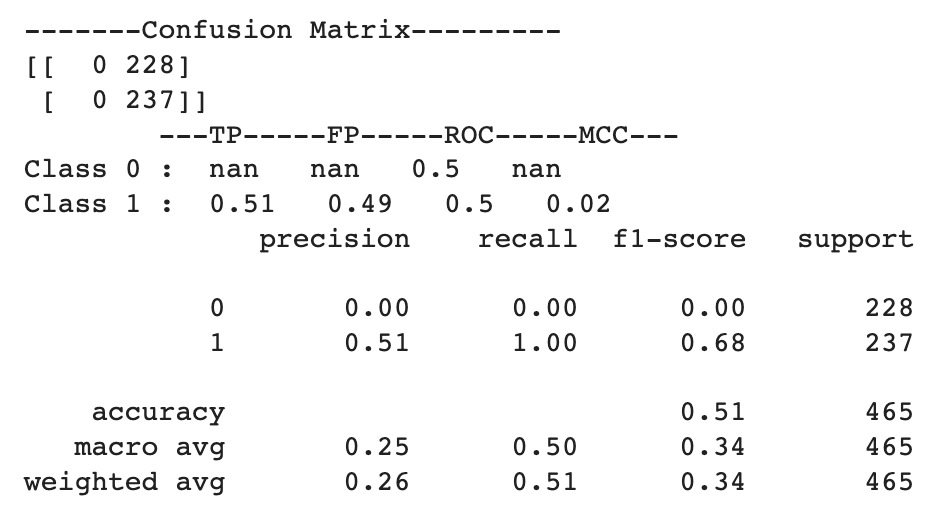 -------Confusion Matrix---------
[[  0 228]
 [  0 237]]
        ---TP-----FP-----ROC-----MCC---
Class 0 :  nan   nan   0.5   nan
Class 1 :  0.51   0.49   0.5   0.02
              precision    recall  f1-score   support

           0       0.00      0.00      0.00       228
           1       0.51      1.00      0.68       237

    accuracy                           0.51       465
   macro avg       0.25      0.50      0.34       465
weighted avg       0.26      0.51      0.34       465